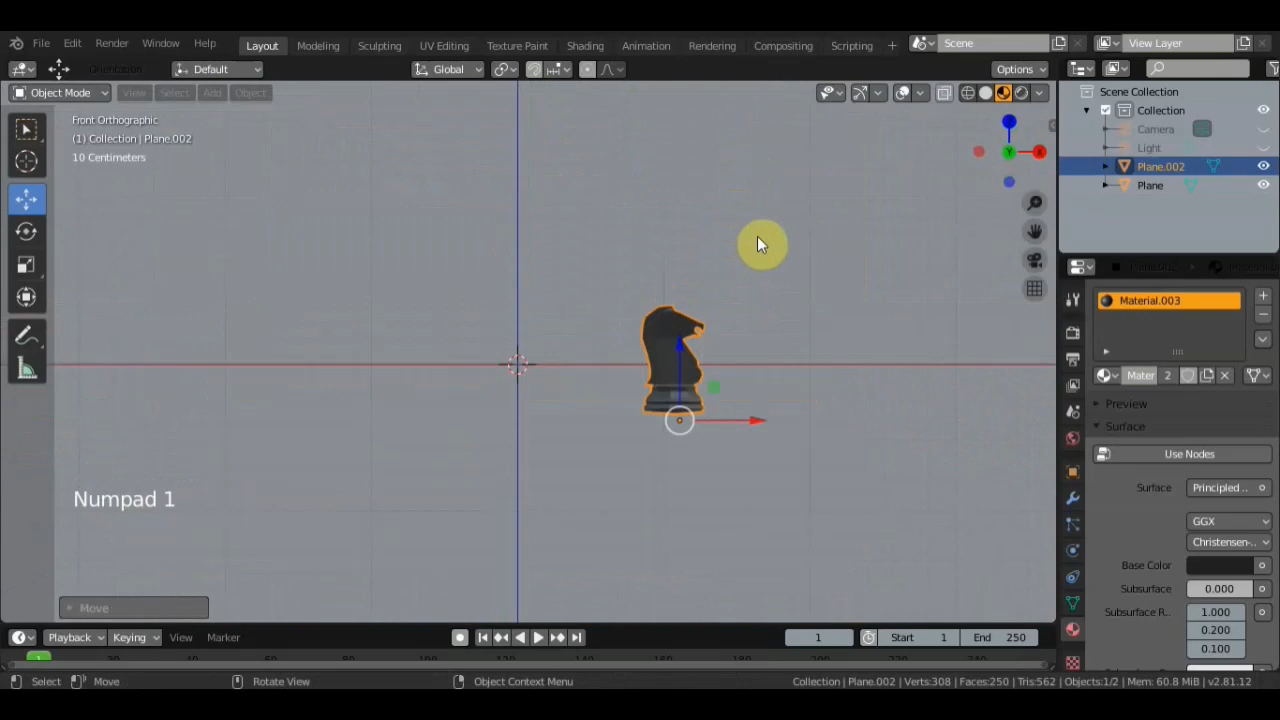 File Edit Render Window Help Layout Modeling Sculpting UV Editing Texture Paint Shading Animation Rendering Compositing Scripting + Scene View Layer
Orientation: Default Global Options
Object Mode View Select Add Object Scene Collection
Front Orthographic Collection
(1) Collection | Plane.002 Camera
10 Centimeters Light
Plane.002
Plane
Material.003
Mater 2
Preview
Surface
Use Nodes
Surface Principled ..
Numpad 1
GGX
Christensen-..
Base Color
Subsurface 0.000
Move
Subsurface R.. 1.000
0.200
0.100
Playback Keying View Marker 1 Start 1 End 250
1
Select Move Rotate View Object Context Menu Collection | Plane.002 | Verts:308 | Faces:250 | Tris:562 | Objects:1/2 | Mem: 60.8 MiB | v2.81.12